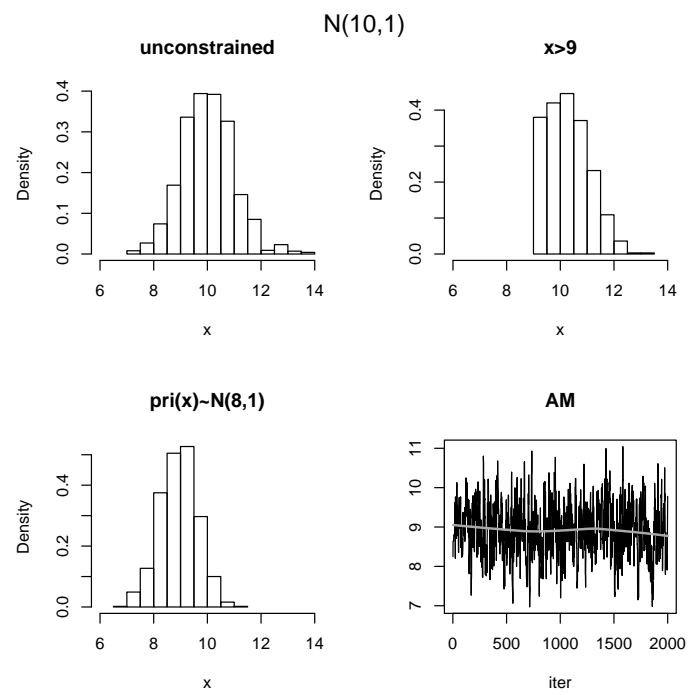 N(10,1)
unconstrained
Density
0.0 0.1 0.2 0.3 0.4
6 8 10 12 14
x
x>9
Density
0.0 0.2 0.4
6 8 10 12 14
x
pri(x)~N(8,1)
Density
0.0 0.2 0.4
6 8 10 12 14
x
AM
7 8 9 10 11
0 500 1000 1500 2000
iter